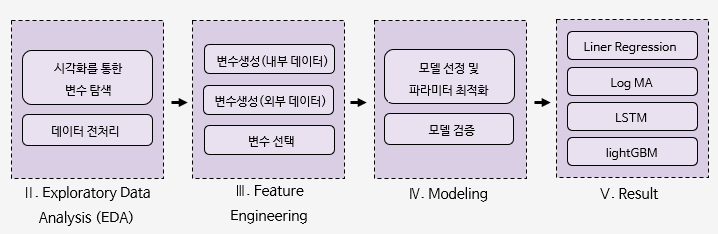 시각화를 통한
변수 탐색
데이터 전처리
Ⅱ. Exploratory Data
Analysis (EDA)
변수생성(내부 데이터)
변수생성(외부 데이터)
변수 선택
Ⅲ. Feature
Engineering
모델 선정 및
파라미터 최적화
모델 검증
Ⅳ. Modeling
Liner Regression
Log MA
LSTM
lightGBM
Ⅴ. Result